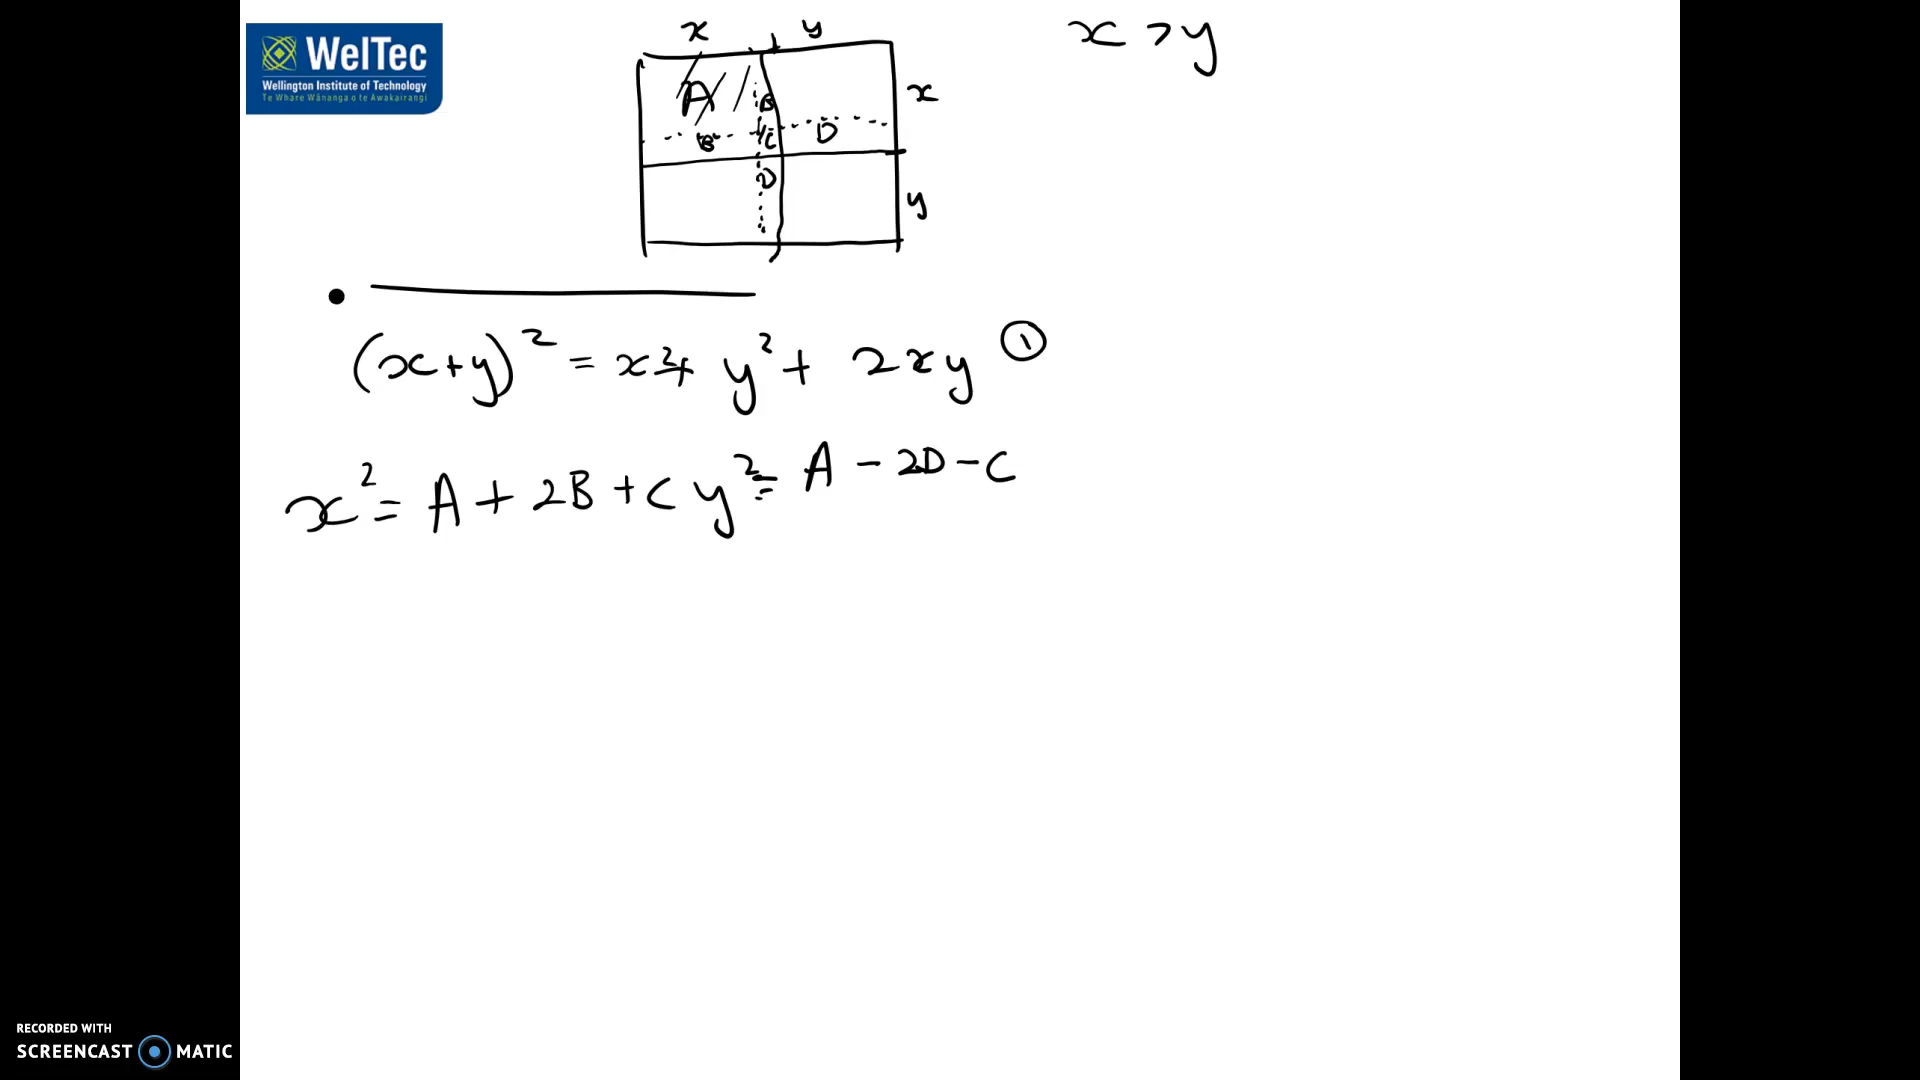 WelTec
Wellington Institute of Technology
Te Whare Wānanga o te Awakairangi
x y
x > y
A B x
B C D
D y
(x+y)² = x² + y² + 2xy ①
x² = A + 2B + C y² = A - 2D - C
RECORDED WITH
SCREENCAST MATIC